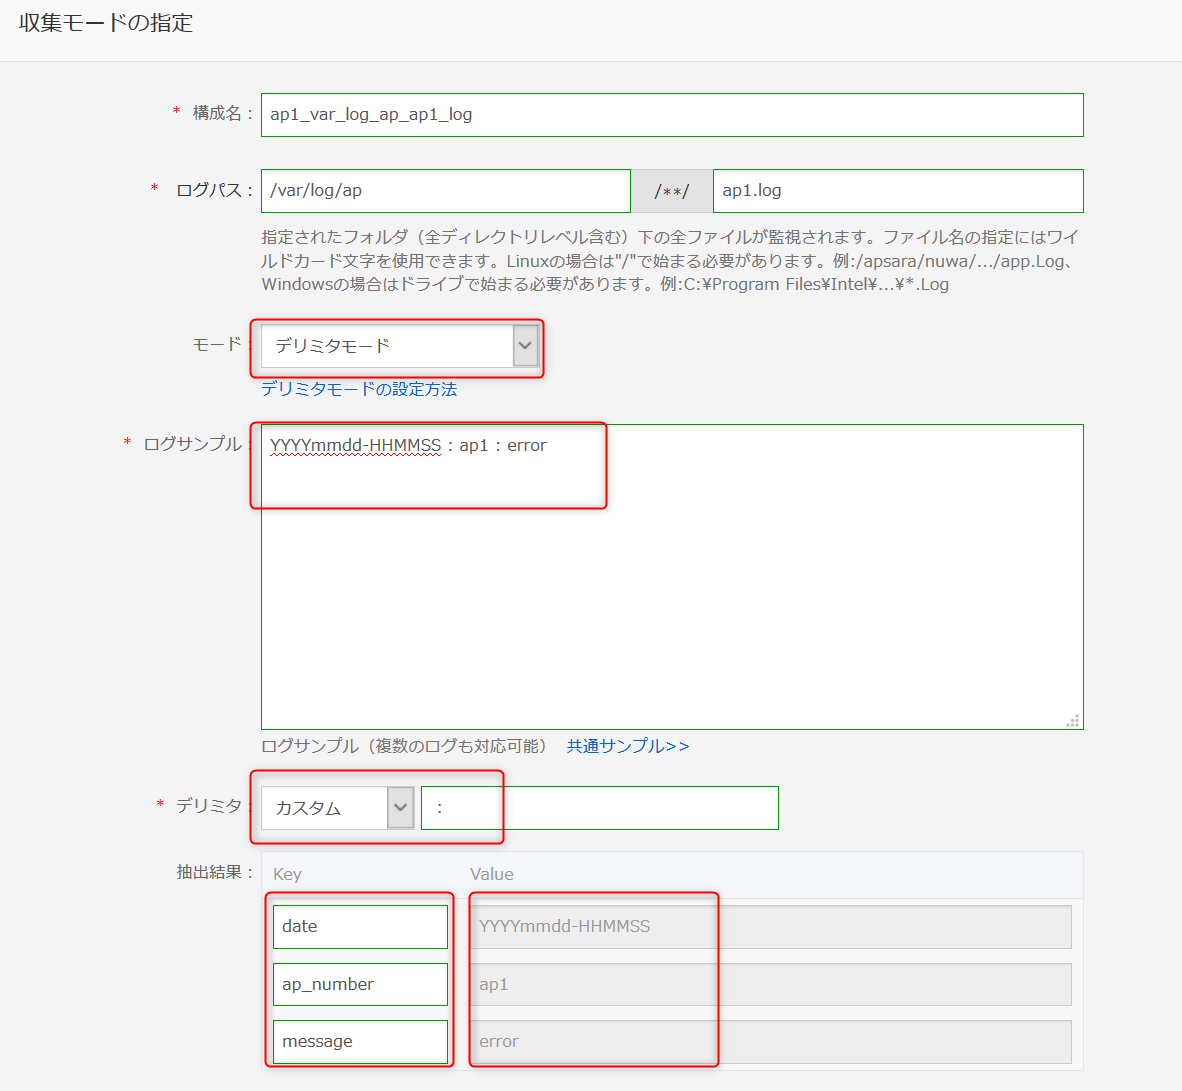 収集モードの指定
* 構成名 : ap1_var_log_ap_ap1_log
* ログパス : /var/log/ap /**/ ap1.log
指定されたフォルダ（全ディレクトリレベル含む）下の全ファイルが監視されます。ファイル名の指定にはワイ
ルドカード文字を使用できます。Linuxの場合は"/"で始まる必要があります。例:/apsara/nuwa/.../app.Log、
Windowsの場合はドライブで始まる必要があります。例:C:¥Program Files¥Intel¥...¥*.Log
モード : デリミタモード
デリミタモードの設定方法
* ログサンプル : YYYYmmdd-HHMMSS : ap1 : error
ログサンプル（複数のログも対応可能） 共通サンプル>>
* デリミタ : カスタム :
抽出結果 : Key Value
date YYYYmmdd-HHMMSS
ap_number ap1
message error